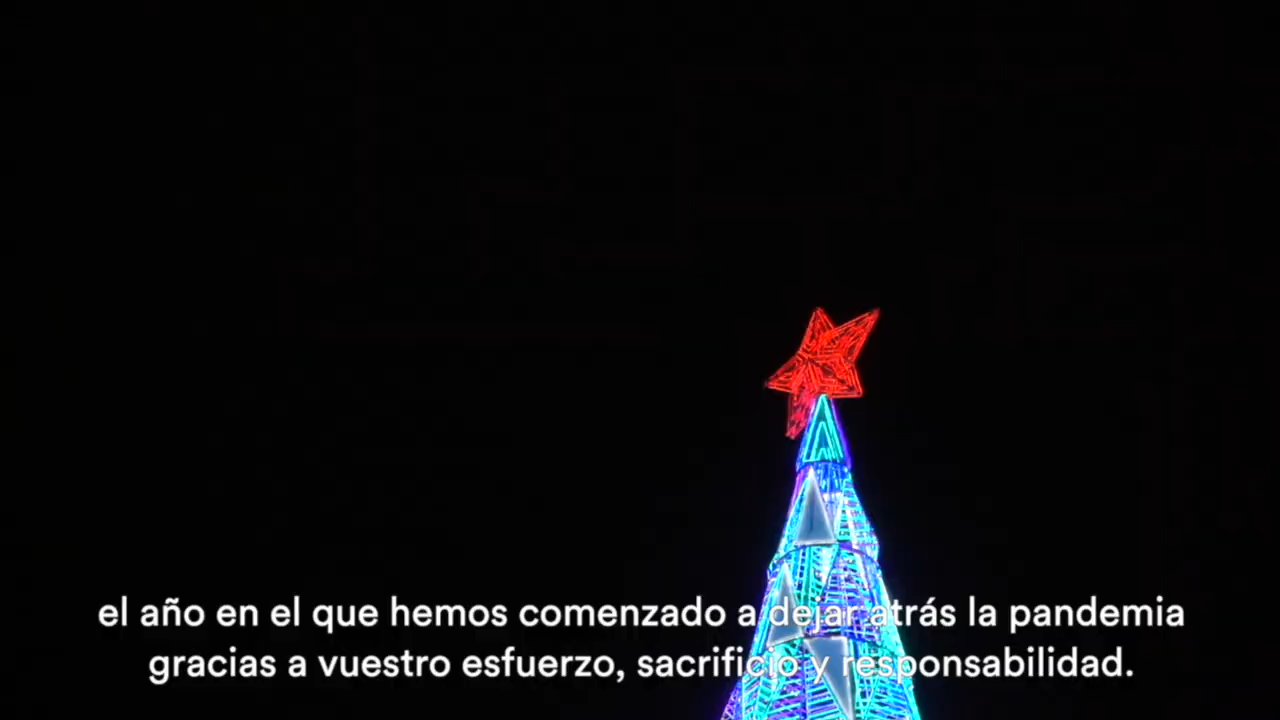 el año en el que hemos comenzado a dejar atrás la pandemia
gracias a vuestro esfuerzo, sacrificio y responsabilidad.